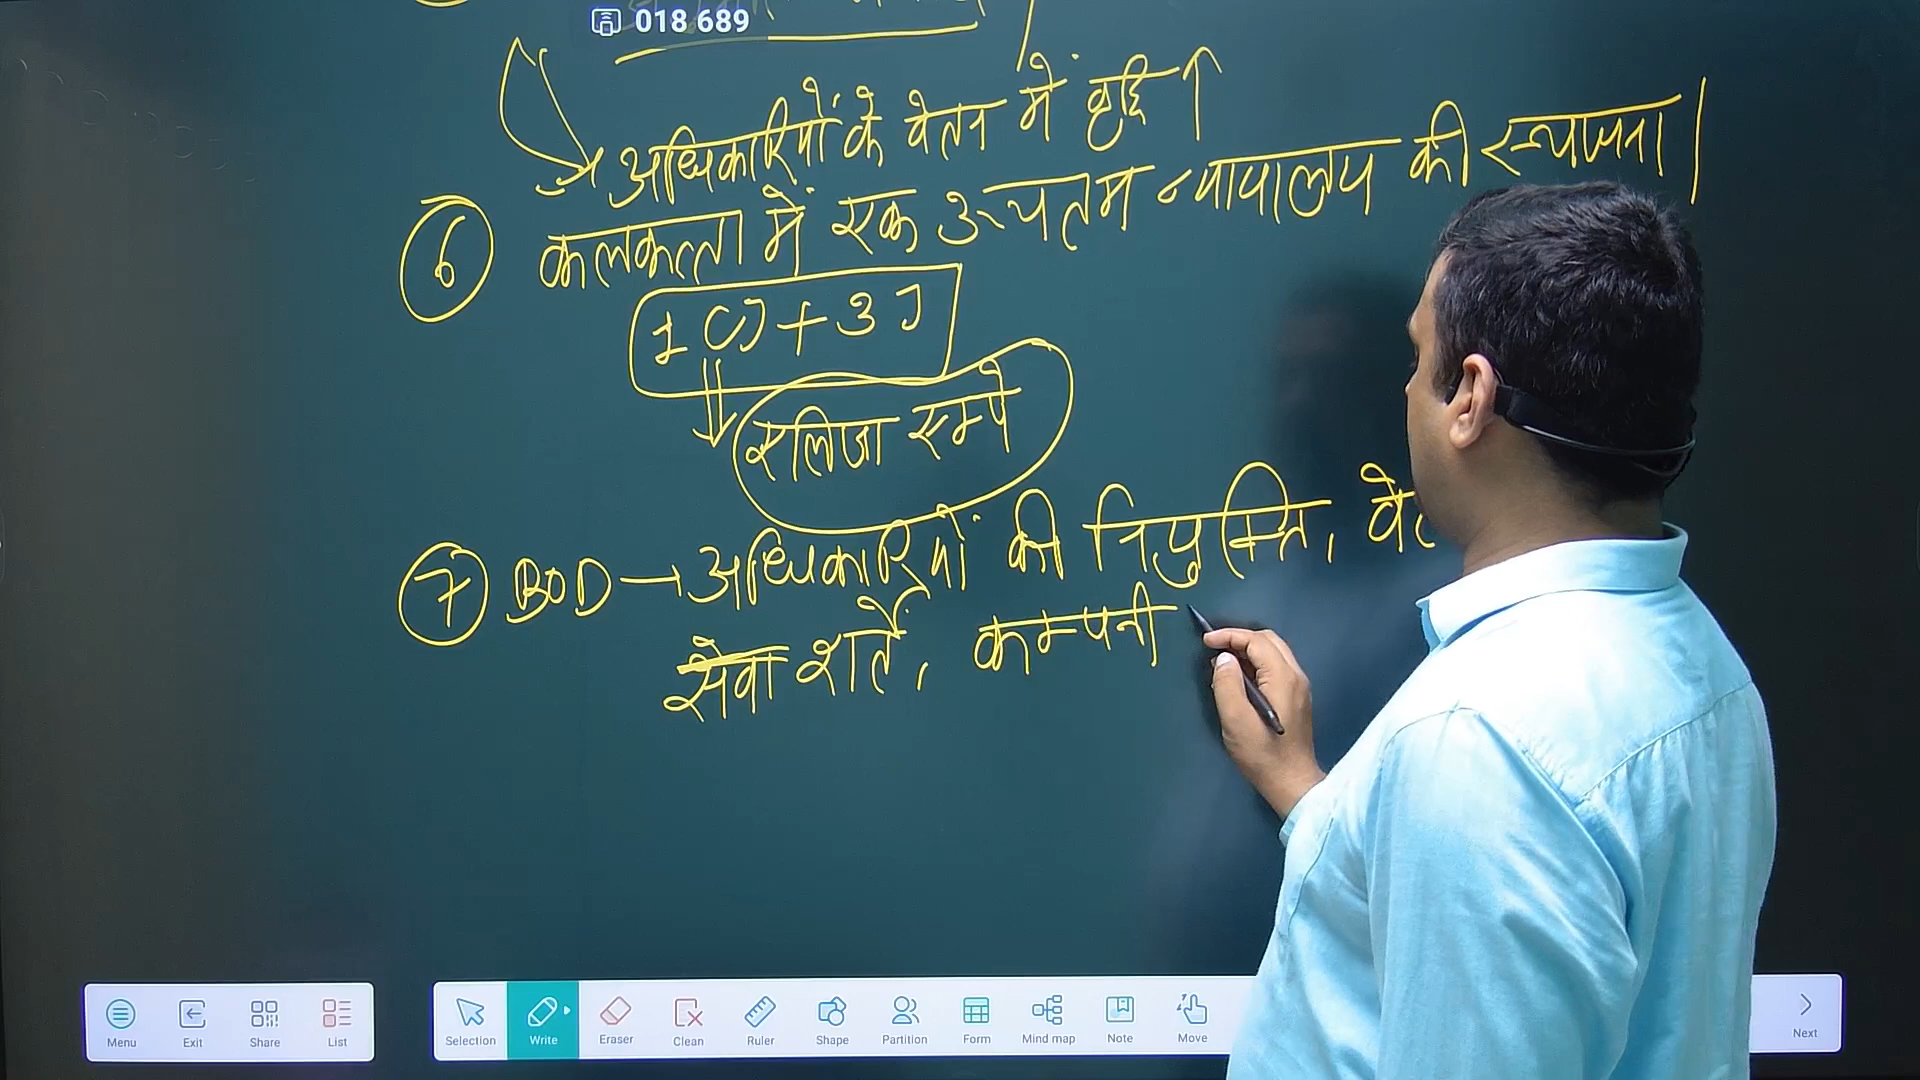 018 689
अधिकारियों के वेतन में वृद्धि।
6 कलकत्ता में एक उच्चतम न्यायालय की स्थापना।
1 CJ + 3 J
एलिजा इम्पे
7 BOD → अधिकारियों की नियुक्ति,
सेवा शर्तें, कम्पनी
Menu Exit Share List Selection Write Eraser Clean Ruler Shape Partition Form Mind map Note Move Next